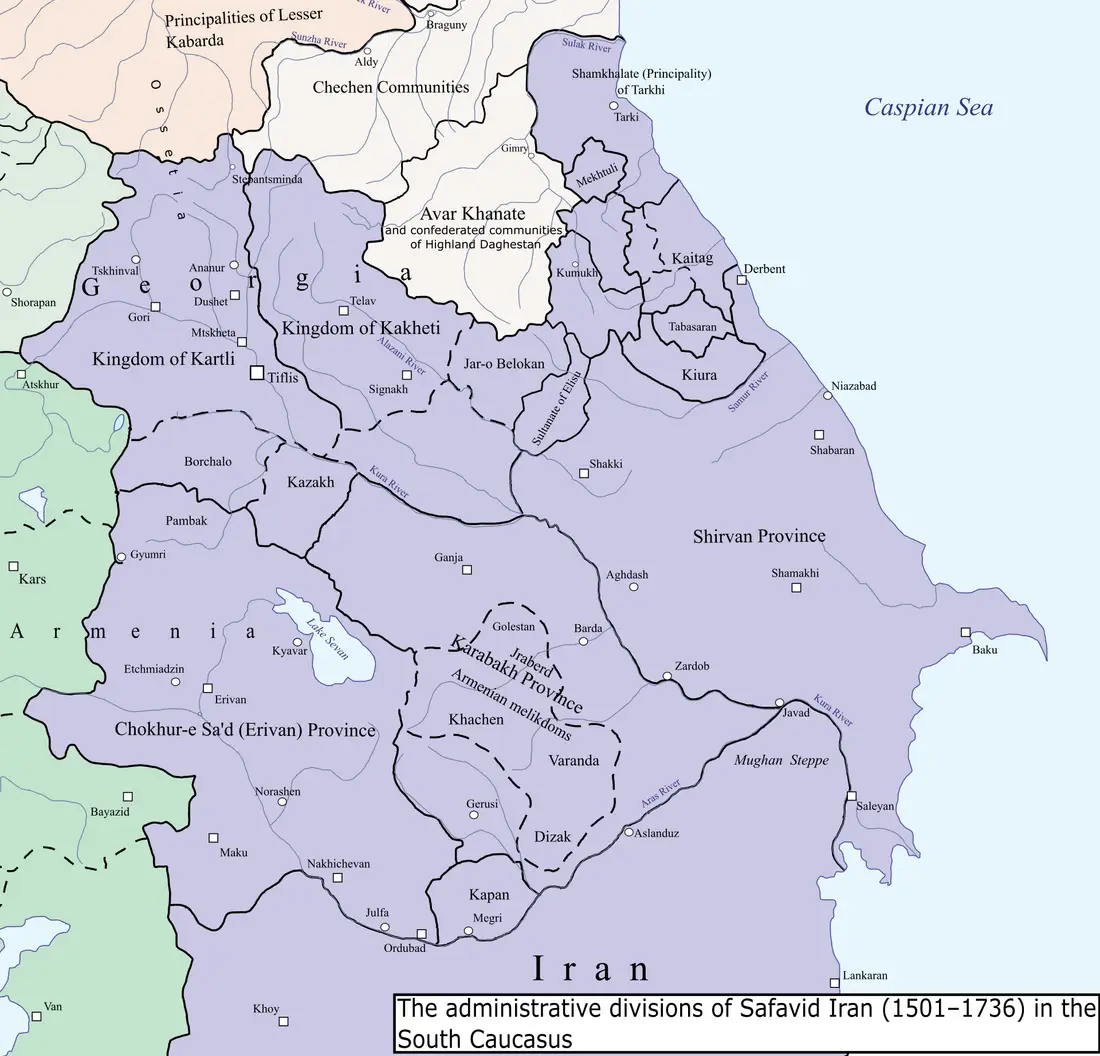 Principalities of Lesser
Kabarda
River
Sunzha River
Braguny
Aldy
Chechen Communities
Sulak River
Shamkhalate (Principality)
of Tarkhi
Tarki
Caspian Sea
Ossetia
Gimry
Mekhtuli
Stepantsminda
Avar Khanate
and confederated communities
of Highland Daghestan
Kumukh
Kaitag
Derbent
Tskhinval
Ananur
Georgia
Shorapan
Dushet
Gori
Telav
Mtskheta
Kingdom of Kakheti
Tabasaran
Kingdom of Kartli
Alazani River
Jar-o Belokan
Kiura
Tiflis
Atskhur
Signakh
Sultanate of Elisu
Samur River
Niazabad
Shabaran
Borchalo
Shakki
Kazakh
Kura River
Pambak
Shirvan Province
Gyumri
Ganja
Kars
Aghdash
Shamakhi
Armenia
Lake Sevan
Kyavar
Golestan
Barda
Baku
Jraberd
Karabakh Province
Armenian melikdoms
Etchmiadzin
Erivan
Zardob
Khachen
Javad
Kura River
Chokhur-e Sa'd (Erivan) Province
Varanda
Mughan Steppe
Norashen
Bayazid
Gerusi
Aras River
Saleyan
Dizak
Aslanduz
Maku
Nakhichevan
Kapan
Julfa
Megri
Ordubad
Iran
Lankaran
Van
Khoy
The administrative divisions of Safavid Iran (1501–1736) in the
South Caucasus